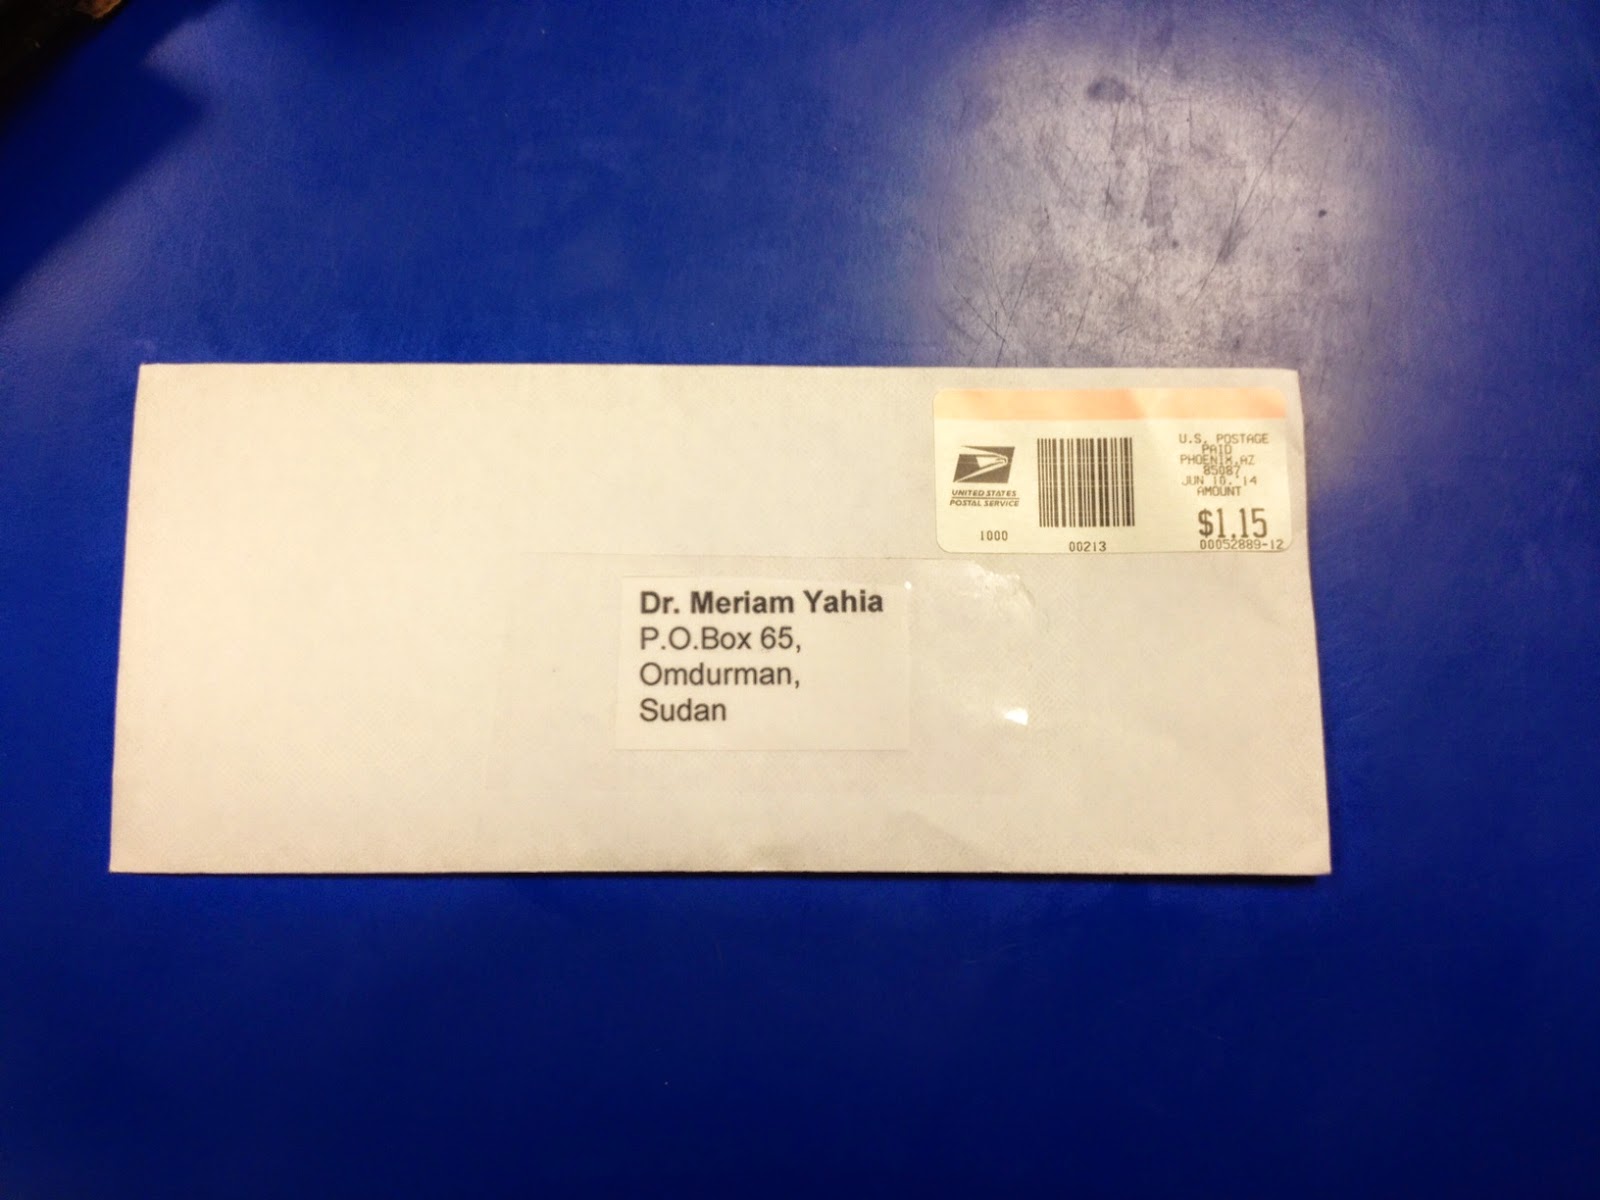 U.S. POSTAGE
PAID
PHOENIX,AZ
85087
JUN 10, 14
AMOUNT
$1.15
00052889-12
UNITED STATES
POSTAL SERVICE
1000
00213
Dr. Meriam Yahia
P.O.Box 65,
Omdurman,
Sudan